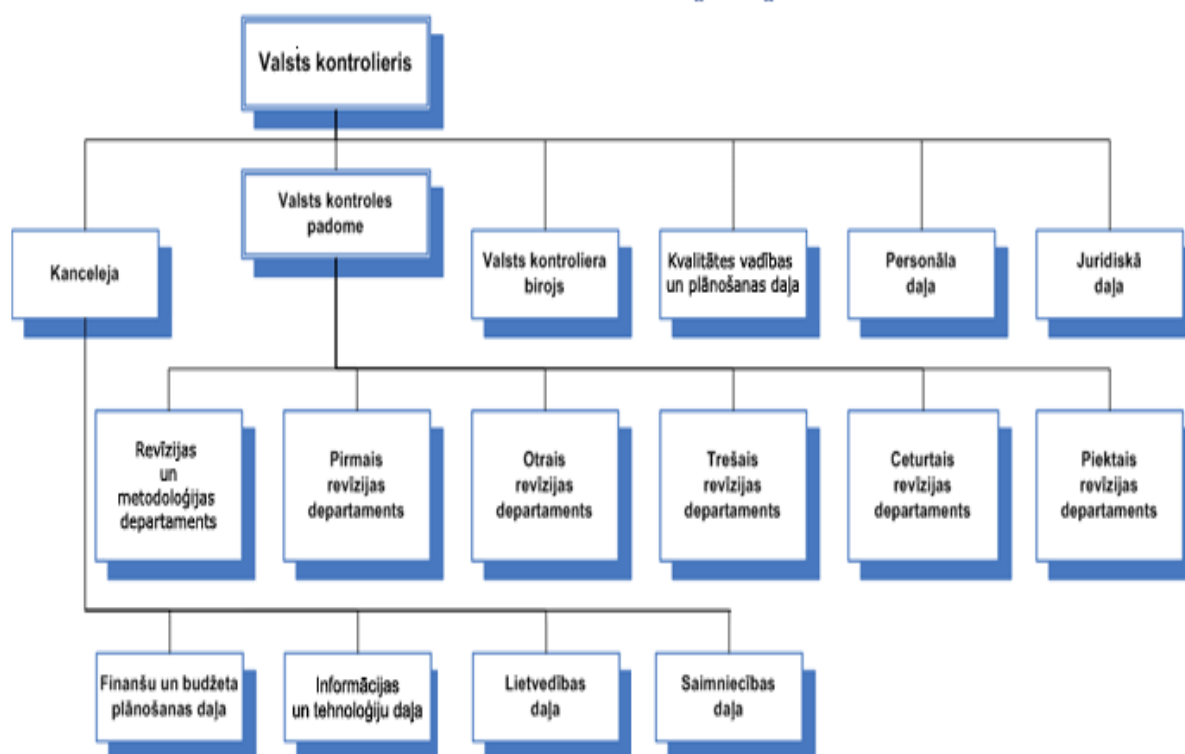 Valsts kontrolieris
Valsts kontroles
padome
Kanceleja
Valsts kontroliera
birojs
Kvalitātes vadības
un plānošanas daļa
Personāla
daļa
Juridiskā
daļa
Revīzijas
un
metodoloģijas
departaments
Pirmais
revīzijas
departaments
Otrais
revīzijas
departaments
Trešais
revīzijas
departaments
Ceturtais
revīzijas
departaments
Piektais
revīzijas
departaments
Finanšu un budžeta
plānošanas daļa
Informācijas
un tehnoloģiju daļa
Lietvedības
daļa
Saimniecības
daļa